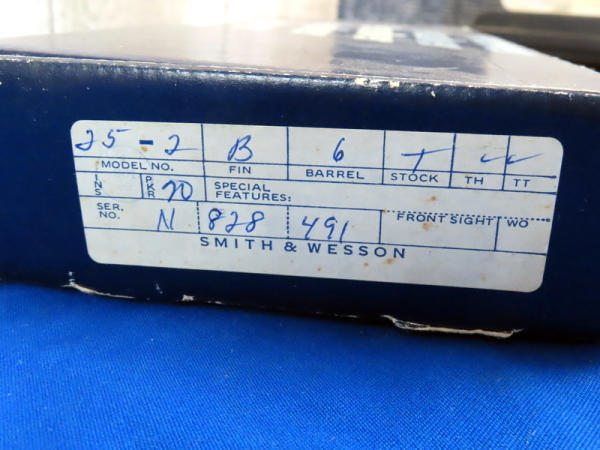 25-2 B 6 T ✓ ✓
MODEL NO. FIN BARREL STOCK TH TT
INS PKR 20 SPECIAL FEATURES:
SER. NO. N 828 491 FRONT SIGHT WO
SMITH & WESSON